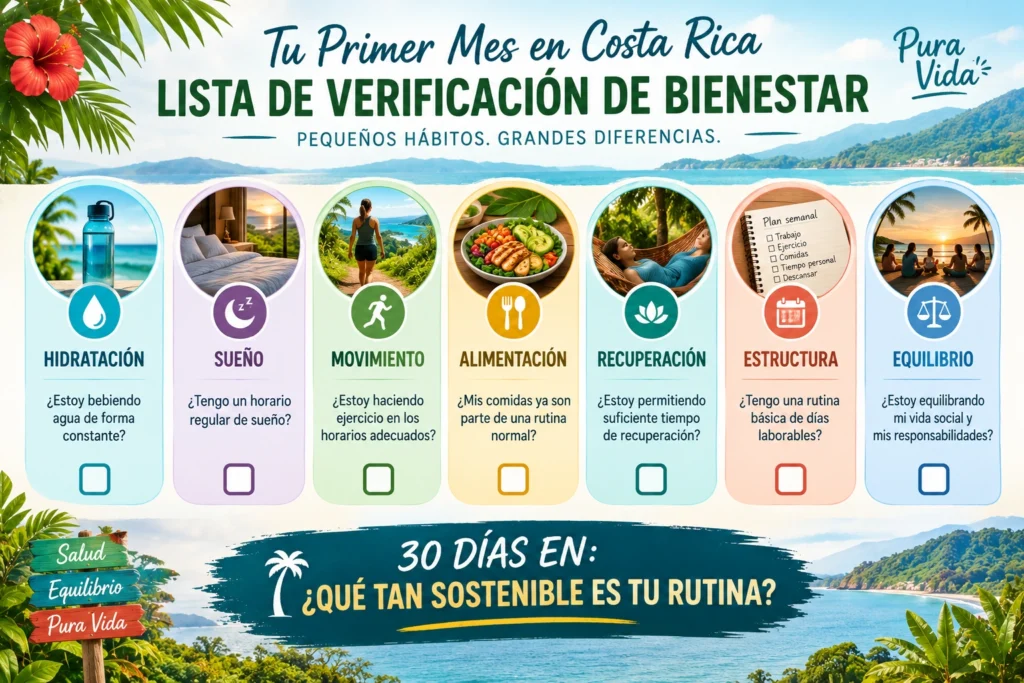 Tu Primer Mes en Costa Rica
LISTA DE VERIFICACIÓN DE BIENESTAR
PEQUEÑOS HÁBITOS. GRANDES DIFERENCIAS.
Pura
Vida
Plan semanal
Trabajo
Ejercicio
Comidas
Tiempo personal
Descansar
HIDRATACIÓN
¿Estoy bebiendo
agua de forma
constante?
SUEÑO
¿Tengo un horario
regular de sueño?
MOVIMIENTO
¿Estoy haciendo
ejercicio en los
horarios adecuados?
ALIMENTACIÓN
¿Mis comidas ya son
parte de una rutina
normal?
RECUPERACIÓN
¿Estoy permitiendo
suficiente tiempo
de recuperación?
ESTRUCTURA
¿Tengo una rutina
básica de días
laborables?
EQUILIBRIO
¿Estoy equilibrando
mi vida social y
mis responsabilidades?
Salud
Equilibrio
Pura Vida
30 DÍAS EN:
¿QUÉ TAN SOSTENIBLE ES TU RUTINA?